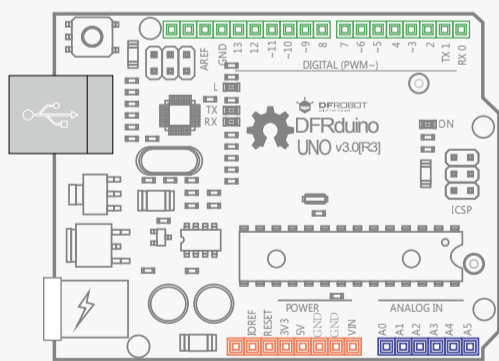 AREF
GND
13
12
~11
~10
~9
8
7
~6
~5
4
~3
2
TX 1
RX 0
DIGITAL (PWM~)
L
TX
RX
DFROBOT
DFRduino
UNO v3.0[R3]
ON
ICSP
POWER
ANALOG IN
IOREF
RESET
3V3
5V
GND
GND
VIN
A0
A1
A2
A3
A4
A5